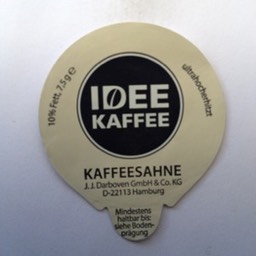 10% Fett, 7,5 g e
ultrahocherhitzt
IDEE
KAFFEE
KAFFEESAHNE
J. J. Darboven GmbH & Co. KG
D-22113 Hamburg
Mindestens
haltbar bis:
siehe Boden-
prägung